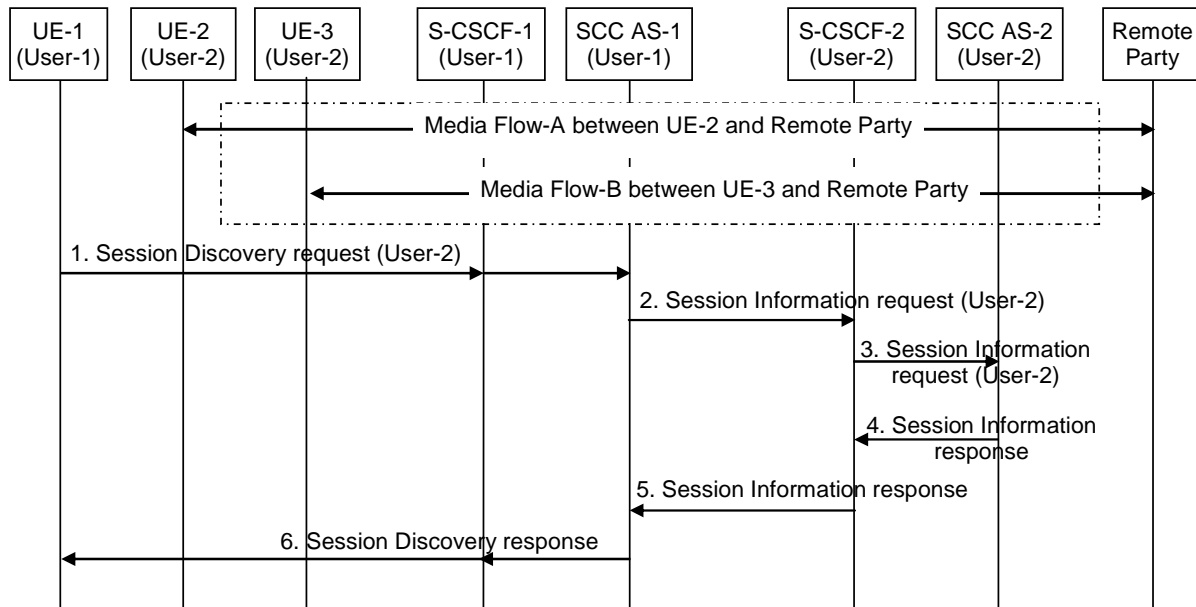 UE-1
(User-1)
UE-2
(User-2)
UE-3
(User-2)
S-CSCF-1
(User-1)
SCC AS-1
(User-1)
S-CSCF-2
(User-2)
SCC AS-2
(User-2)
Remote
Party
Media Flow-A between UE-2 and Remote Party
Media Flow-B between UE-3 and Remote Party
1. Session Discovery request (User-2)
2. Session Information request (User-2)
3. Session Information
request (User-2)
4. Session Information
response
5. Session Information response
6. Session Discovery response